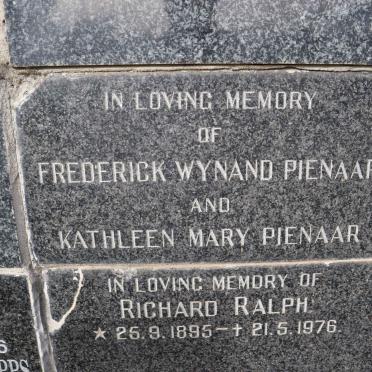 IN LOVING MEMORY
OF
FREDERICK WYNAND PIENAAR
AND
KATHLEEN MARY PIENAAR
IN LOVING MEMORY OF
RICHARD RALPH
★ 25.9.1895 – † 21.5.1976.